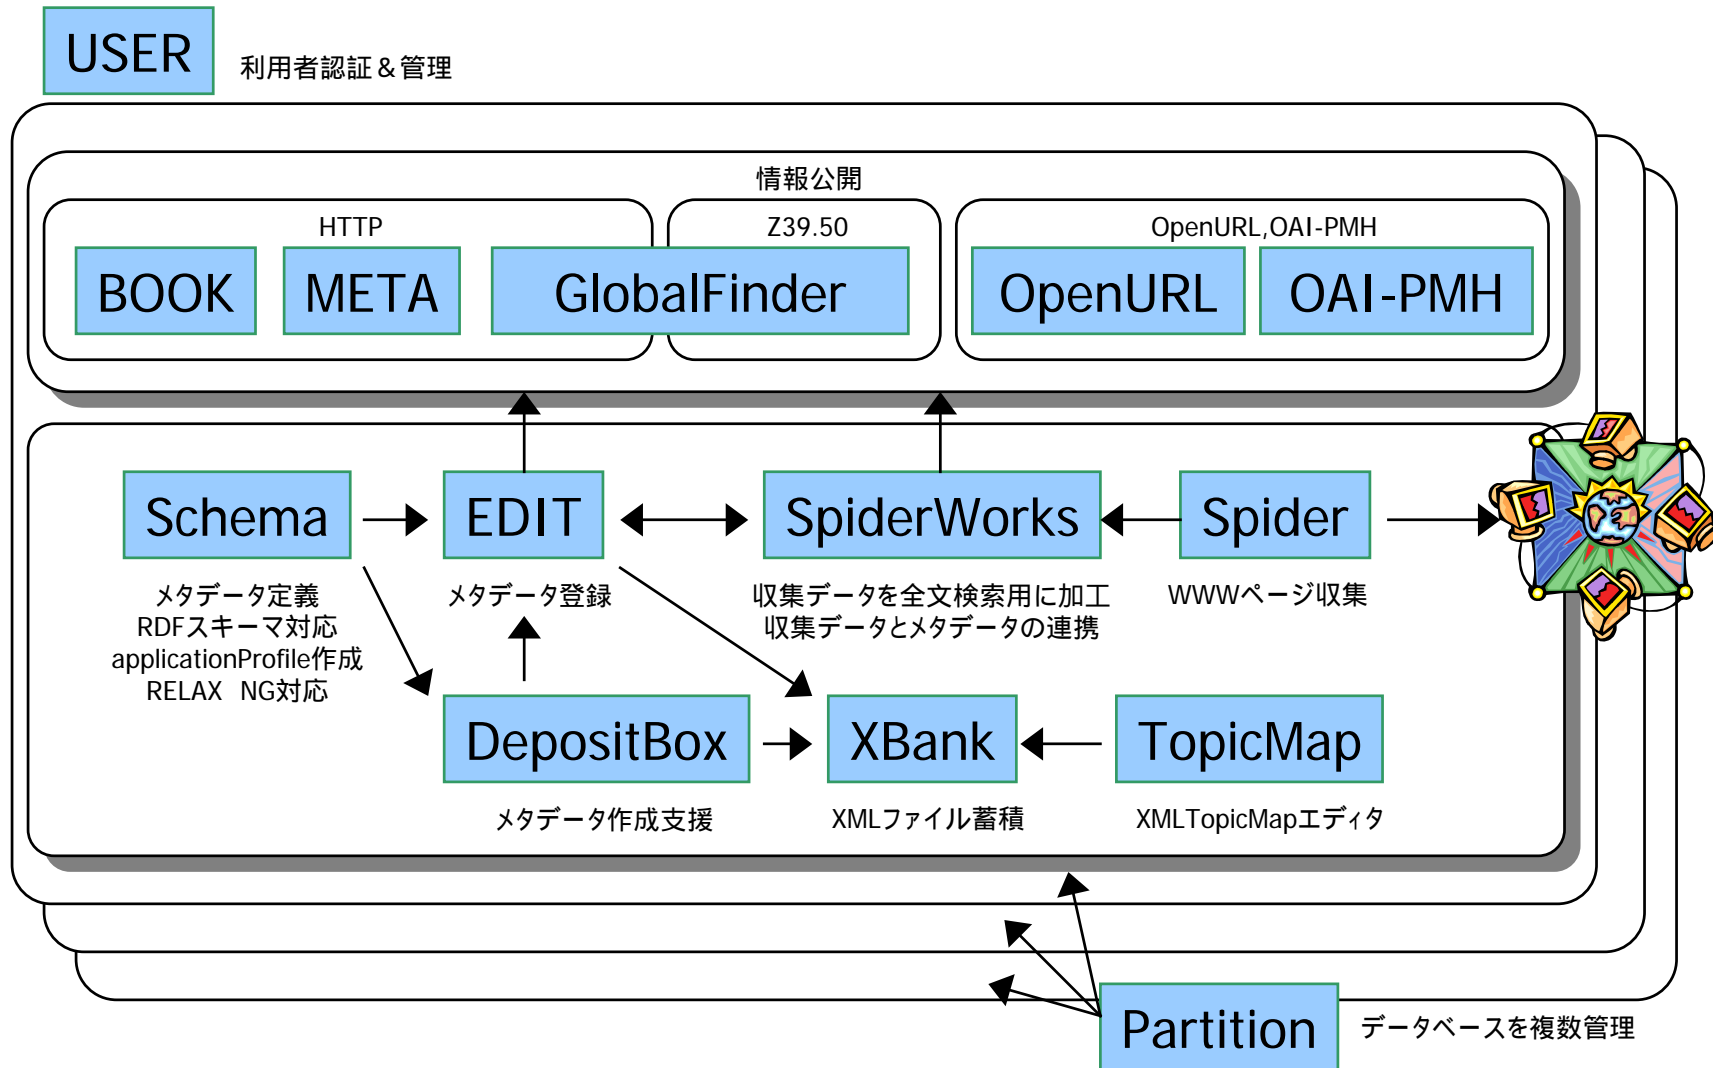 USER
利用者認証＆管理
情報公開
HTTP
Z39.50
OpenURL,OAI-PMH
BOOK
META
GlobalFinder
OpenURL
OAI-PMH
Schema
EDIT
SpiderWorks
Spider
メタデータ定義
RDFスキーマ対応
applicationProfile作成
RELAX NG対応
メタデータ登録
収集データを全文検索用に加工
収集データとメタデータの連携
WWWページ収集
DepositBox
XBank
TopicMap
メタデータ作成支援
XMLファイル蓄積
XMLTopicMapエディタ
Partition
データベースを複数管理